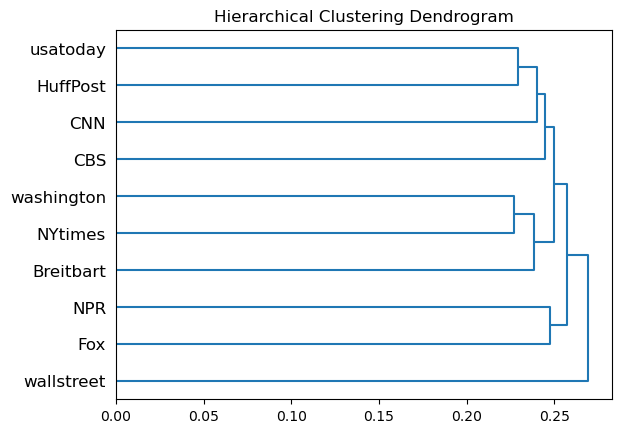 Hierarchical Clustering Dendrogram
usatoday
HuffPost
CNN
CBS
washington
NYtimes
Breitbart
NPR
Fox
wallstreet
0.00 0.05 0.10 0.15 0.20 0.25